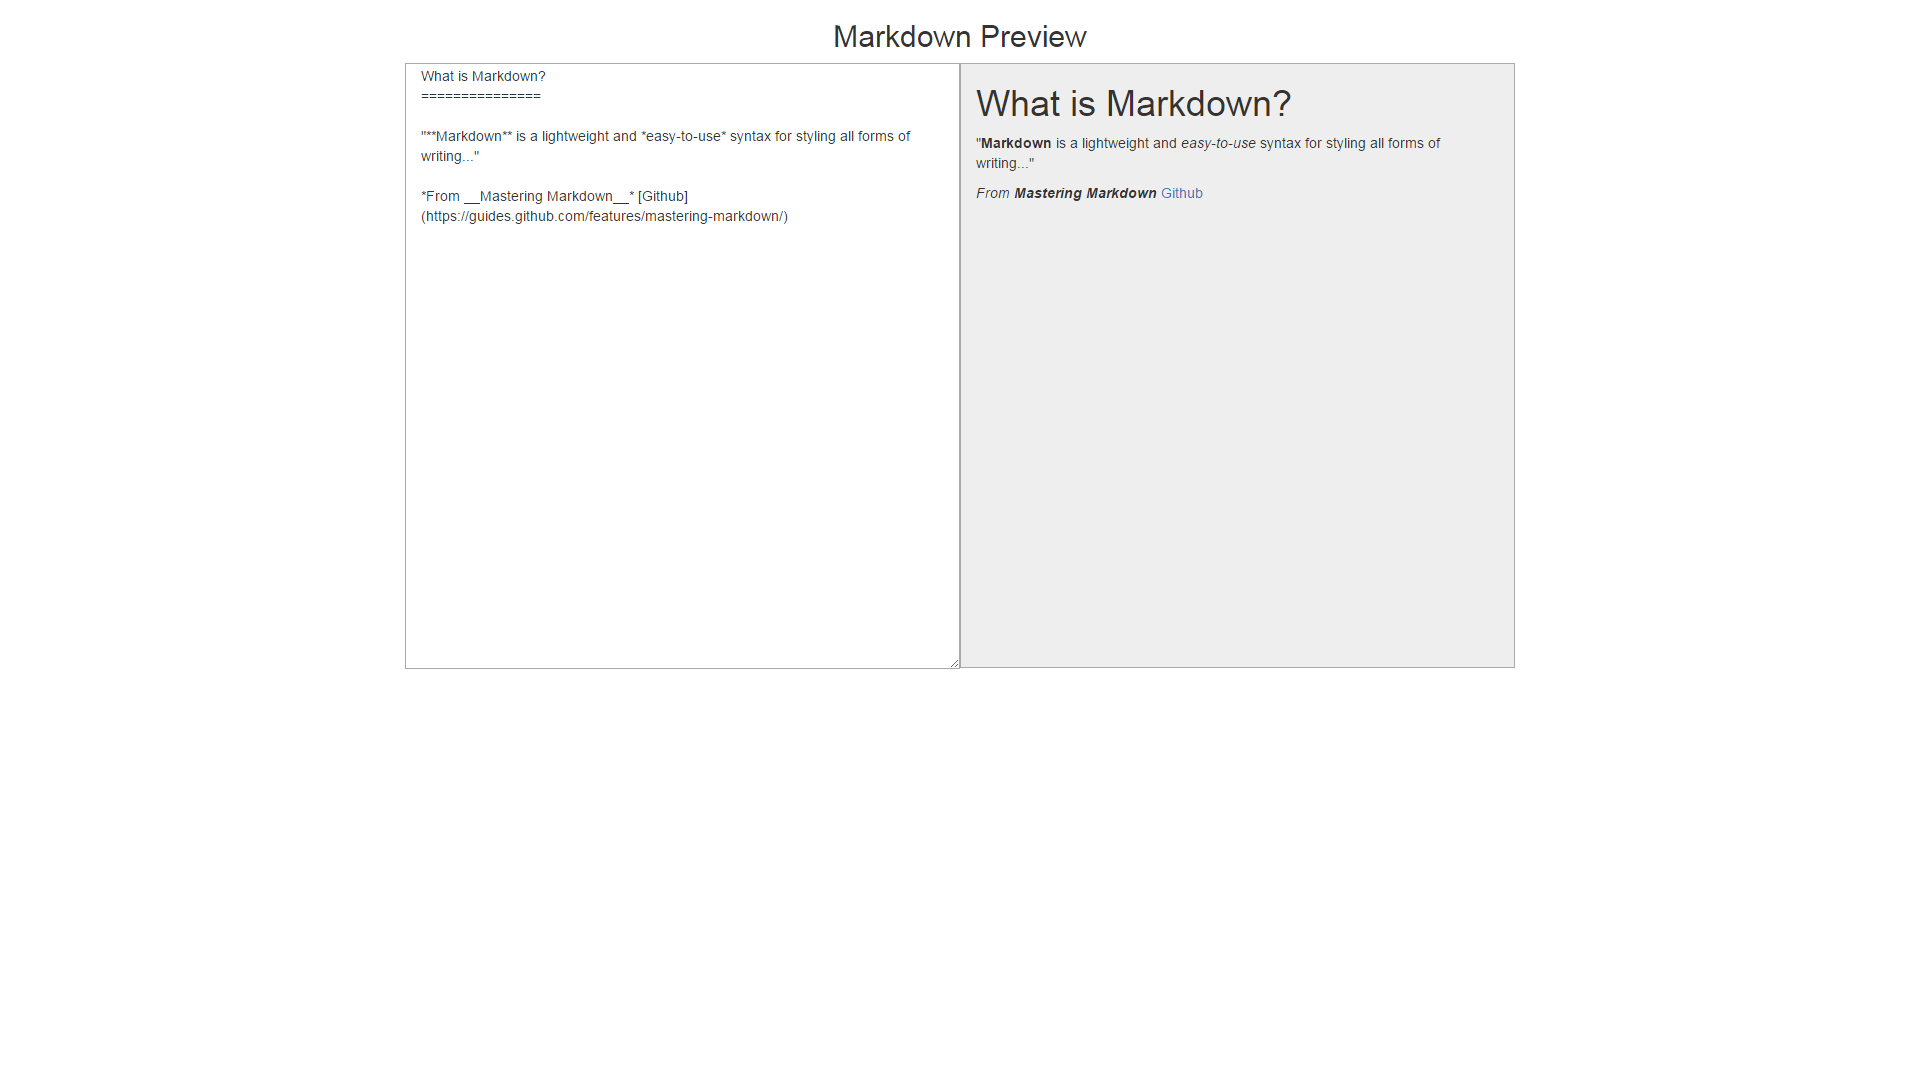 Markdown Preview
What is Markdown?
===============
"**Markdown** is a lightweight and *easy-to-use* syntax for styling all forms of
writing..."
*From __Mastering Markdown__* [Github]
(https://guides.github.com/features/mastering-markdown/)
What is Markdown?
"Markdown is a lightweight and easy-to-use syntax for styling all forms of
writing..."
From Mastering Markdown Github